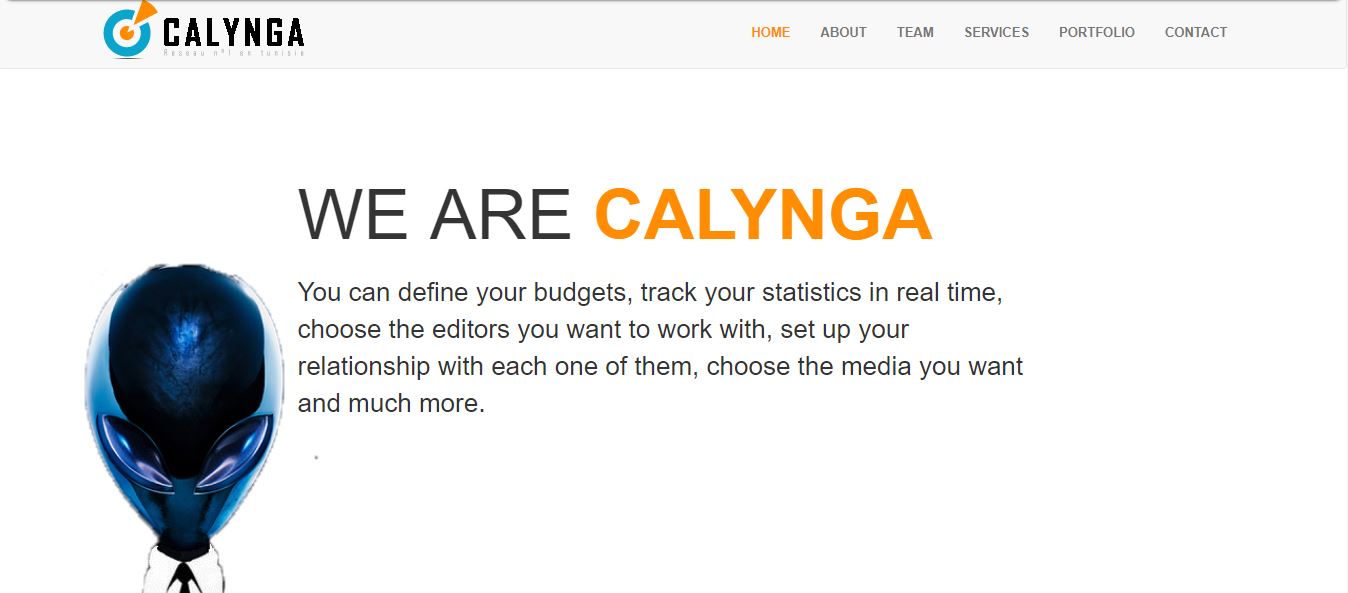 CALYNGA
Reseau n°1 en tunisie
HOME ABOUT TEAM SERVICES PORTFOLIO CONTACT
WE ARE CALYNGA
You can define your budgets, track your statistics in real time,
choose the editors you want to work with, set up your
relationship with each one of them, choose the media you want
and much more.